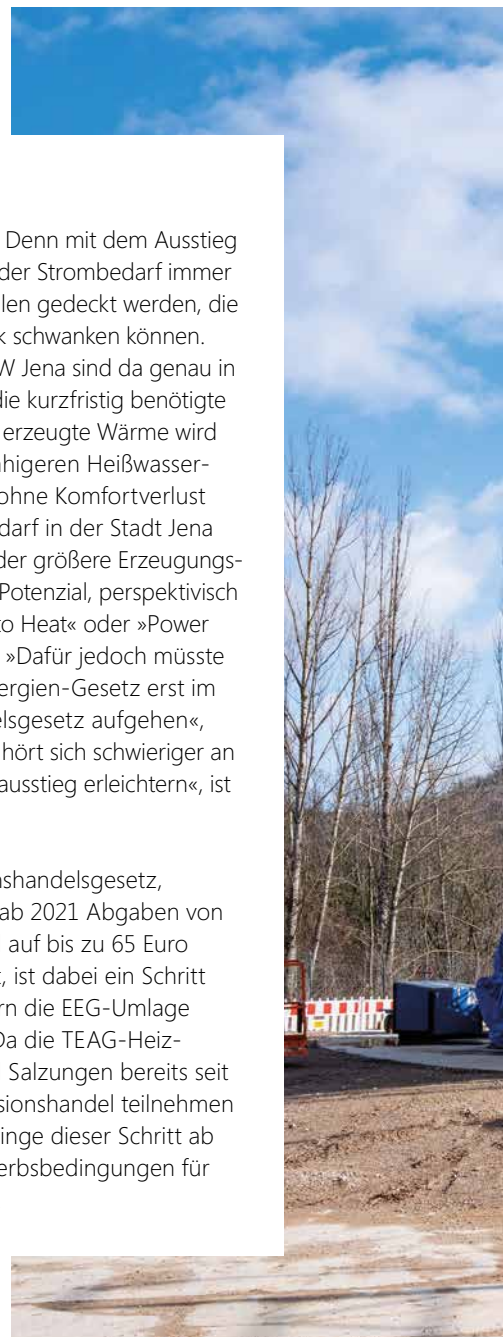 Denn mit dem Ausstieg
der Strombedarf immer
len gedeckt werden, die
k schwanken können.
W Jena sind da genau in
die kurzfristig benötigte
erzeugte Wärme wird
ähigeren Heißwasser-
ohne Komfortverlust
darf in der Stadt Jena
der größere Erzeugungs-
Potenzial, perspektivisch
to Heat« oder »Power
»Dafür jedoch müsste
ergien-Gesetz erst im
elsgesetz aufgehen«,
hört sich schwieriger an
ausstieg erleichtern«, ist
nshandelsgesetz,
ab 2021 Abgaben von
auf bis zu 65 Euro
, ist dabei ein Schritt
rn die EEG-Umlage
Da die TEAG-Heiz-
Salzungen bereits seit
sionshandel teilnehmen
inge dieser Schritt ab
erbsbedingungen für